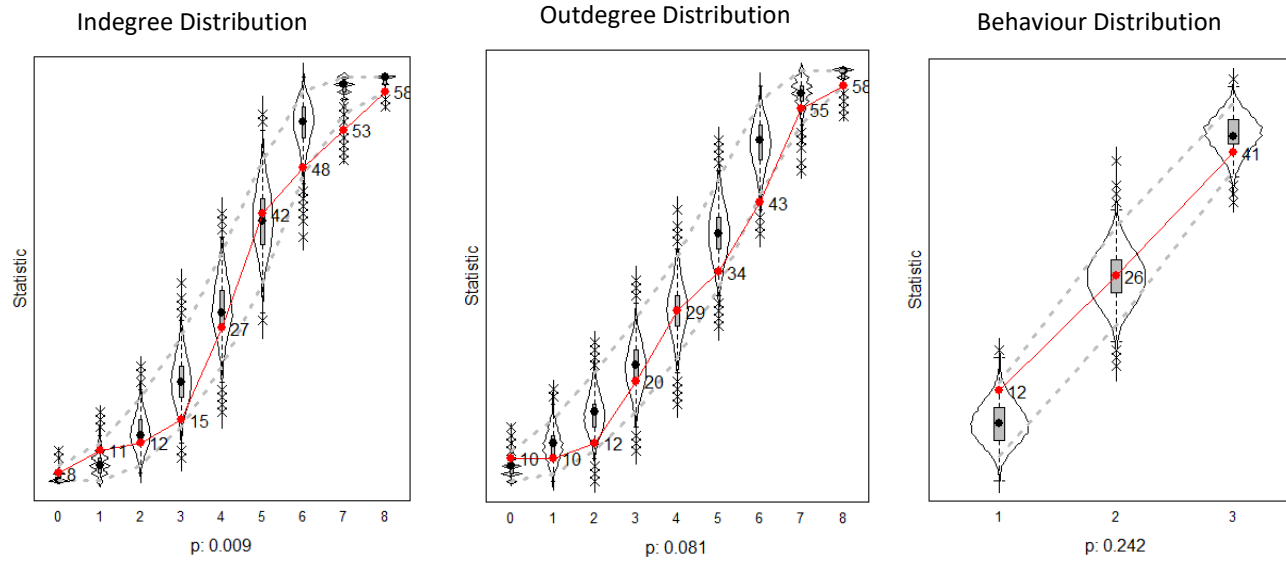 Indegree Distribution
Statistic
8
11
12
15
27
42
48
53
58
0 1 2 3 4 5 6 7 8
p: 0.009
Outdegree Distribution
Statistic
10
10
12
20
29
34
43
55
58
0 1 2 3 4 5 6 7 8
p: 0.081
Behaviour Distribution
Statistic
12
26
41
1 2 3
p: 0.242